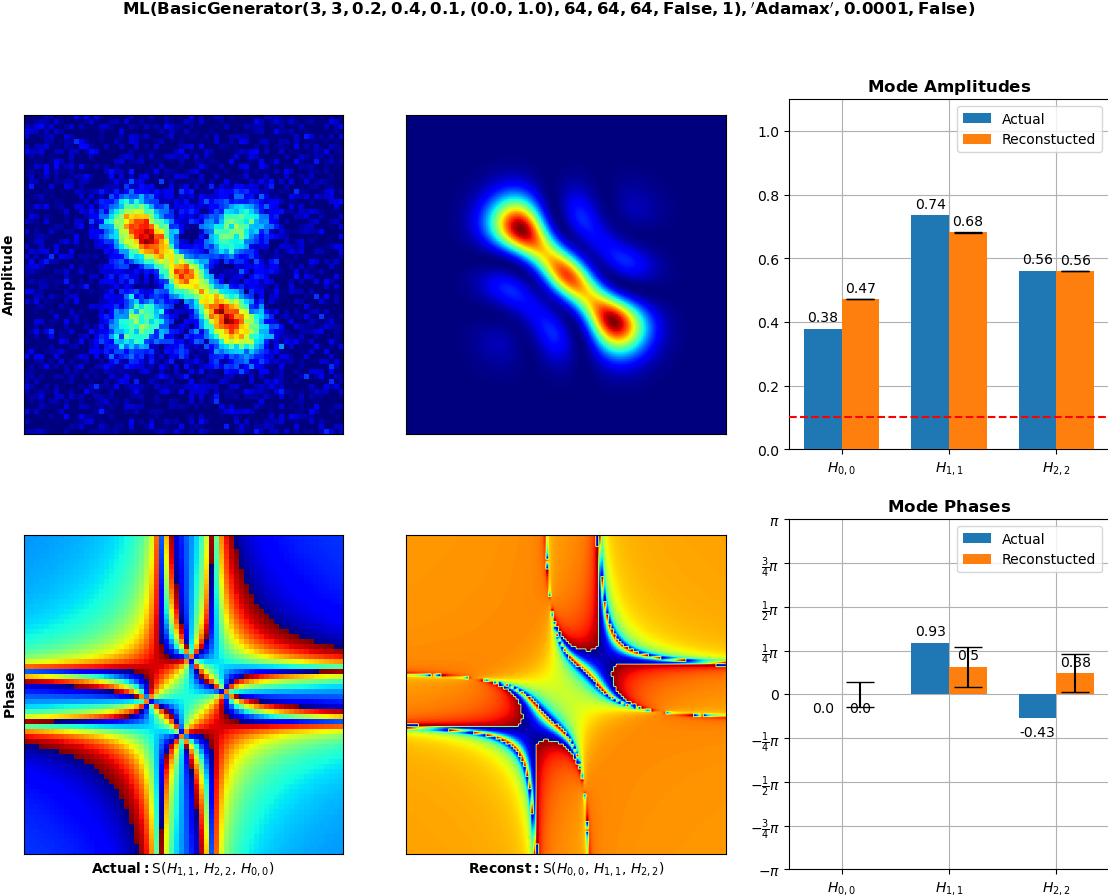 ML(BasicGenerator(3, 3, 0.2, 0.4, 0.1, (0.0, 1.0), 64, 64, 64, False, 1), ′Adamax′, 0.0001, False)
Amplitude
Mode Amplitudes
Actual
Reconstucted
1.0
0.8
0.6
0.4
0.2
0.0
0.38
0.47
0.74
0.68
0.56
0.56
H0,0
H1,1
H2,2
Phase
Actual: S(H1,1, H2,2, H0,0)
Reconst: S(H0,0, H1,1, H2,2)
Mode Phases
Actual
Reconstucted
π
3/4π
1/2π
1/4π
0
−1/4π
−1/2π
−3/4π
−π
0.0
0.0
0.93
0.5
-0.43
0.38
H0,0
H1,1
H2,2